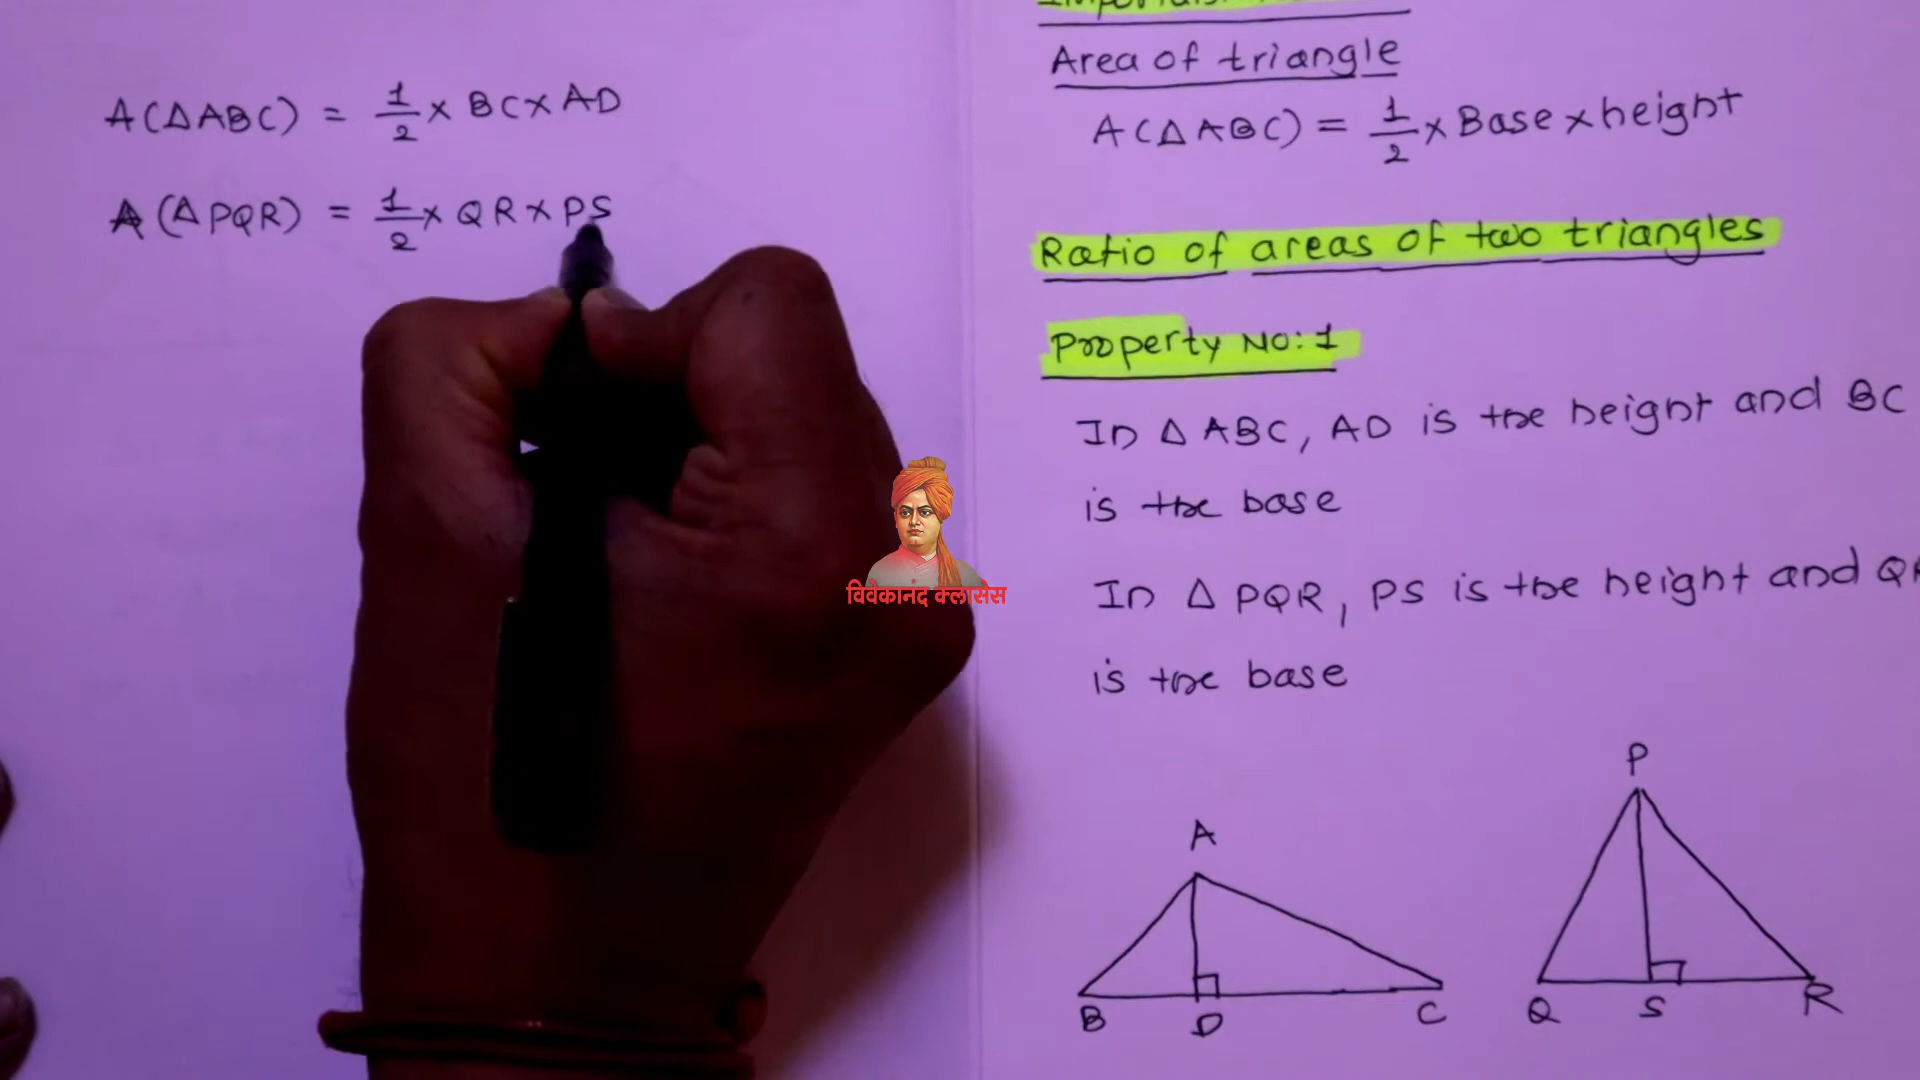 A(△ABC) = 1/2 × BC × AD
A(△PQR) = 1/2 × QR × PS
Area of triangle
A(△ABC) = 1/2 × Base × height
Ratio of areas of two triangles
Property No: 1
In △ ABC, AD is the height and BC
is the base
In △ PQR, PS is the height and QR
is the base
विवेकानंद क्लासेस
P
A
B D C
Q S R